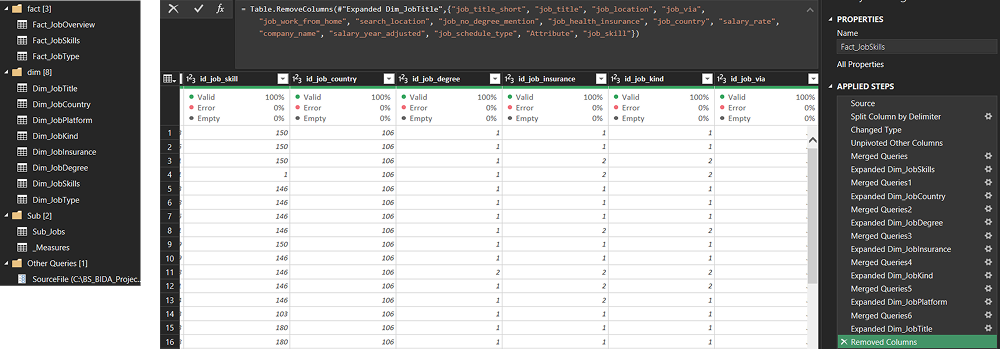 fact [3]
Fact_JobOverview
Fact_JobSkills
Fact_JobType
dim [8]
Dim_JobTitle
Dim_JobCountry
Dim_JobPlatform
Dim_JobKind
Dim_JobInsurance
Dim_JobDegree
Dim_JobSkills
Dim_JobType
Sub [2]
Sub_Jobs
_Measures
Other Queries [1]
SourceFile (C:\BS_BIDA_Projec...
= Table.RemoveColumns(#"Expanded Dim_JobTitle",{"job_title_short", "job_title", "job_location", "job_via",
"job_work_from_home", "search_location", "job_no_degree_mention", "job_health_insurance", "job_country", "salary_rate",
"company_name", "salary_year_adjusted", "job_schedule_type", "Attribute", "job_skill"})
1²3 id_job_skill 1²3 id_job_country 1²3 id_job_degree 1²3 id_job_insurance 1²3 id_job_kind 1²3 id_job_via
Valid 100% Valid 100% Valid 100% Valid 100% Valid 100% Valid 100%
Error 0% Error 0% Error 0% Error 0% Error 0% Error 0%
Empty 0% Empty 0% Empty 0% Empty 0% Empty 0% Empty 0%
1 150 106 1 1 1
2 150 106 1 1 1
3 150 106 1 2 2
4 1 106 1 2 2
5 146 106 1 1 1
6 146 106 1 1 1
7 146 106 1 1 1
8 146 106 1 2 2
9 150 106 1 1 1
10 146 106 1 1 1
11 146 106 2 2 2
12 146 106 1 2 2
13 146 106 1 2 1
14 103 106 1 1 1
15 180 106 1 1 1
16 180 106 1 1 1
PROPERTIES
Name
Fact_JobSkills
All Properties
APPLIED STEPS
Source
Split Column by Delimiter
Changed Type
Unpivoted Other Columns
Merged Queries
Expanded Dim_JobSkills
Merged Queries1
Expanded Dim_JobCountry
Merged Queries2
Expanded Dim_JobDegree
Merged Queries3
Expanded Dim_JobInsurance
Merged Queries4
Expanded Dim_JobKind
Merged Queries5
Expanded Dim_JobPlatform
Merged Queries6
Expanded Dim_JobTitle
Removed Columns